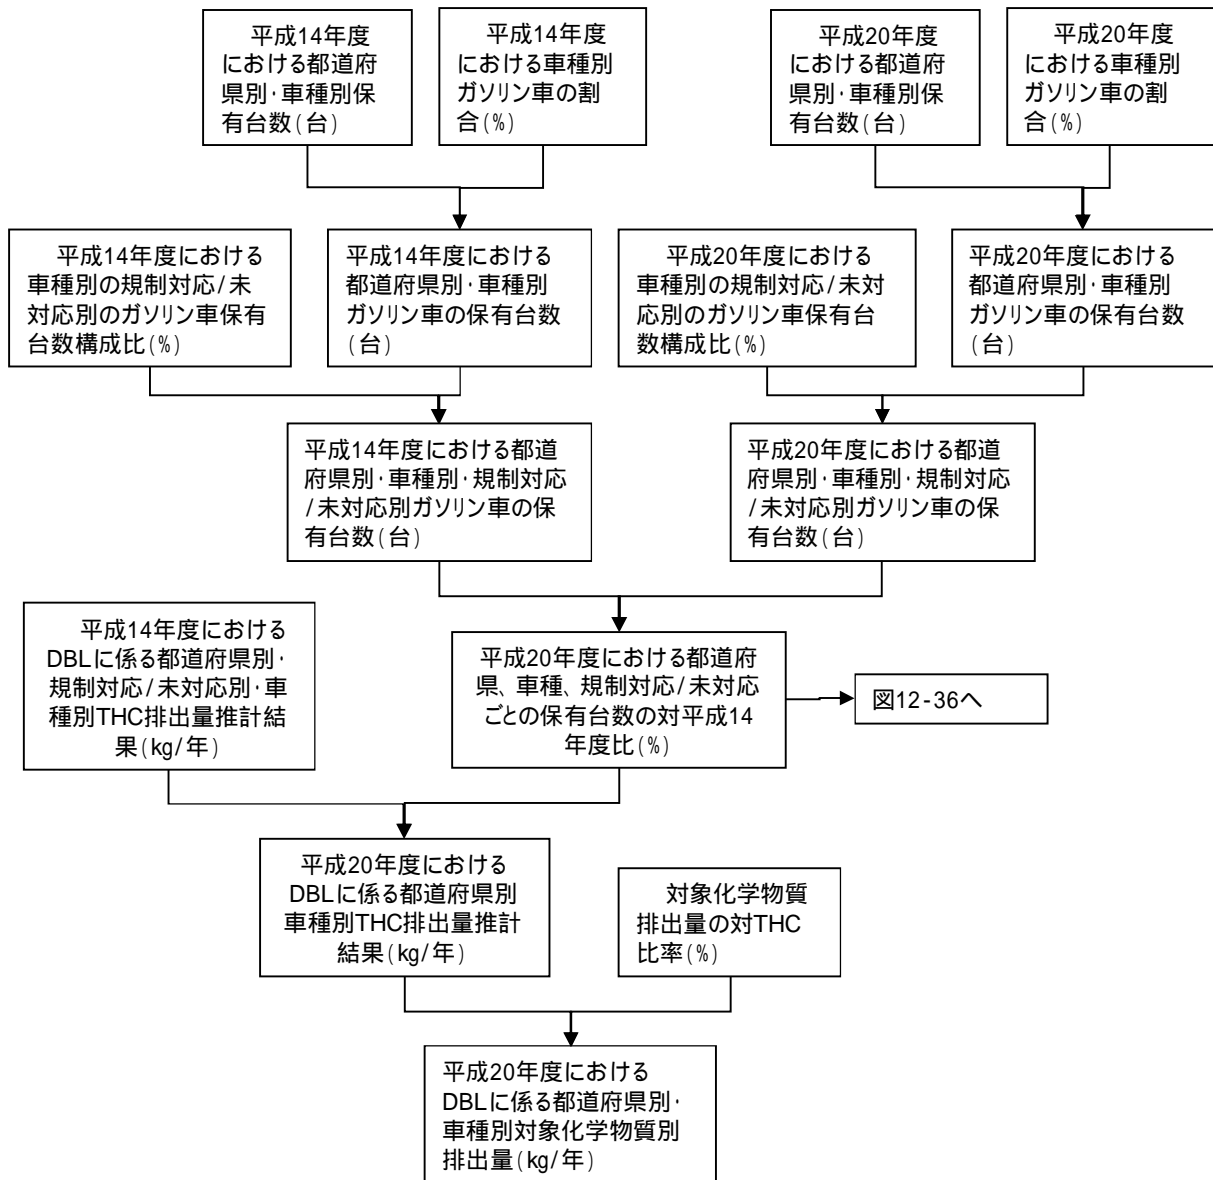 平成14年度
における都道府
県別･車種別保
有台数(台)
平成14年度
における車種別
ガソリン車の割
合(%)
平成20年度
における都道府
県別･車種別保
有台数(台)
平成20年度
における車種別
ガソリン車の割
合(%)
平成14年度における
車種別の規制対応/未
対応別のガソリン車保有
台数構成比(%)
平成14年度における
都道府県別･車種別
ガソリン車の保有台数
(台)
平成20年度における
車種別の規制対応/未対
応別のガソリン車保有台
数構成比(%)
平成20年度における
都道府県別･車種別
ガソリン車の保有台数
(台)
平成14年度における都道
府県別･車種別･規制対応
/未対応別ガソリン車の保
有台数(台)
平成20年度における都道
府県別･車種別･規制対応
/未対応別ガソリン車の保
有台数(台)
平成14年度における
DBLに係る都道府県別･
規制対応/未対応別･車
種別THC排出量推計結
果(kg/年)
平成20年度における都道府
県、車種、規制対応/未対応
ごとの保有台数の対平成14
年度比(%)
図12-36へ
平成20年度における
DBLに係る都道府県別
車種別THC排出量推計
結果(kg/年)
対象化学物質
排出量の対THC
比率(%)
平成20年度における
DBLに係る都道府県別･
車種別対象化学物質別
排出量(kg/年)